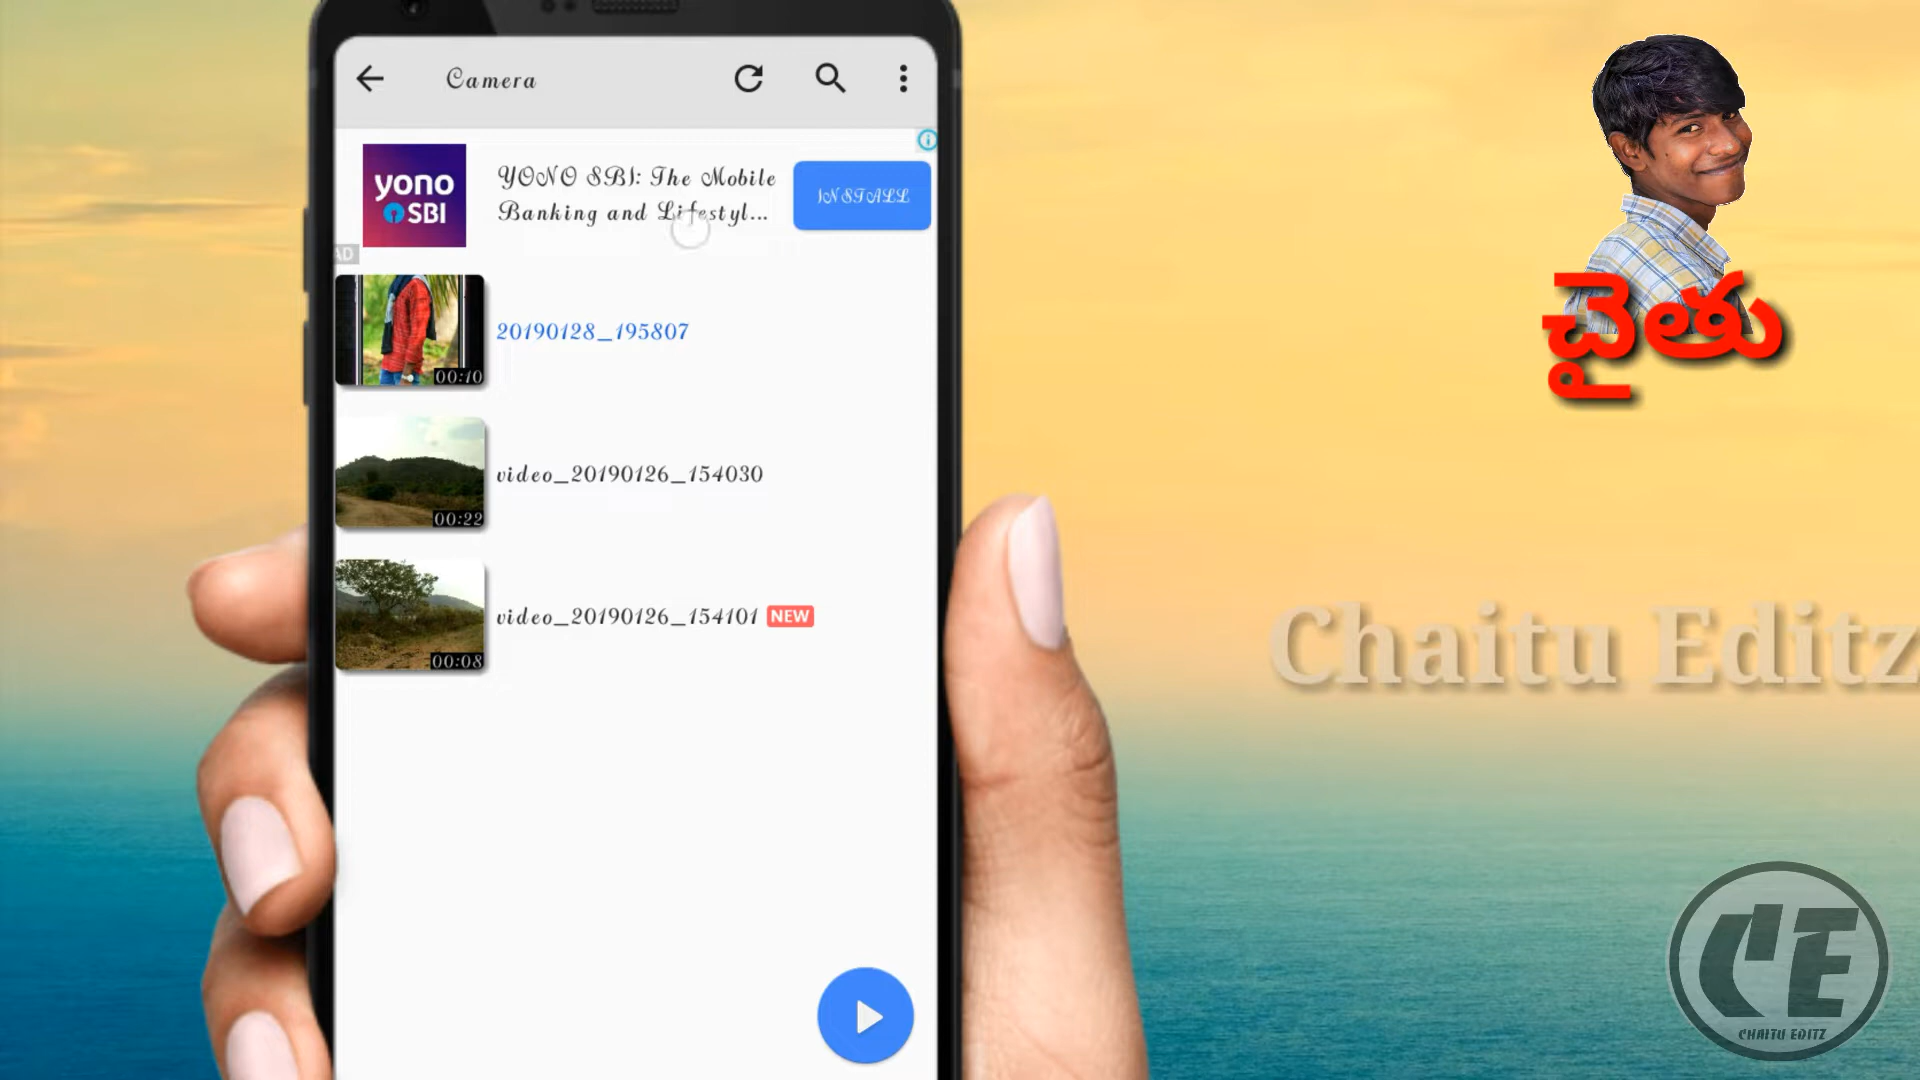 Camera
yono
SBI
YONO SBI: The Mobile
Banking and Lifestyl...
INSTALL
AD
00:10
20190128_195807
00:22
video_20190126_154030
00:08
video_20190126_154101 NEW
చైతు
Chaitu Editz
CE
CHAITU EDITZ